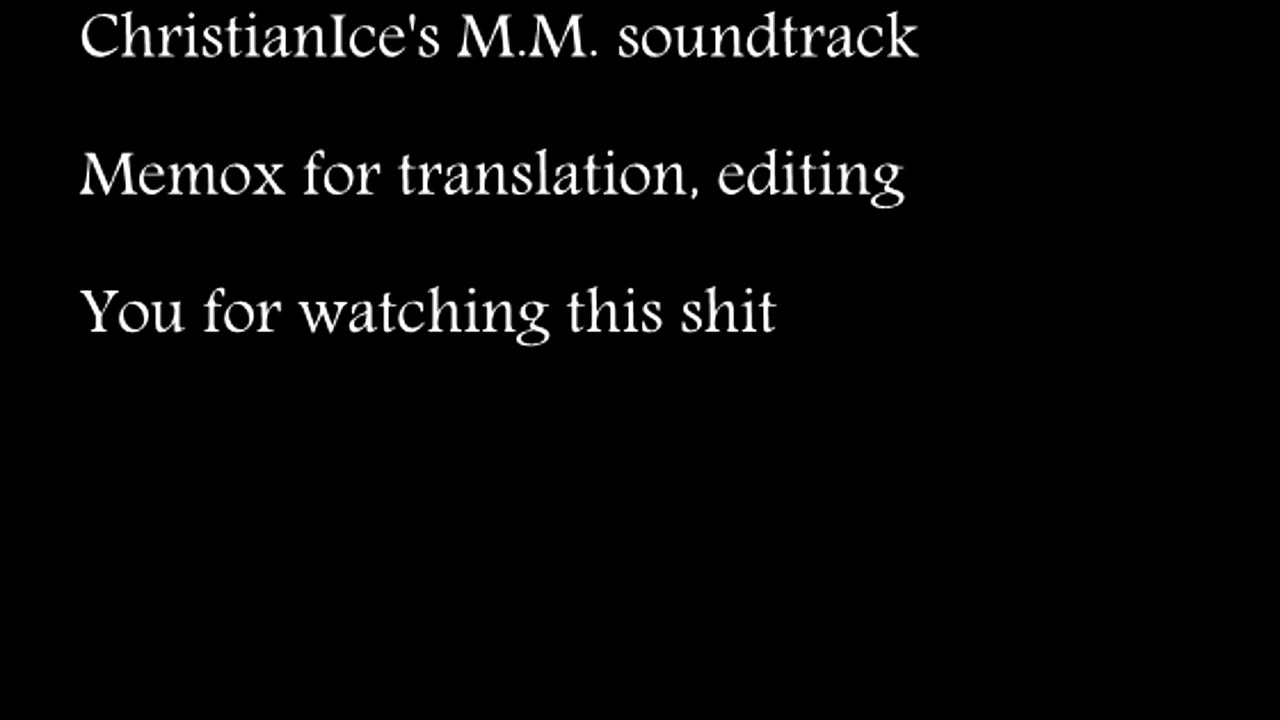 ChristianIce's M.M. soundtrack
Memox for translation, editing
You for watching this shit